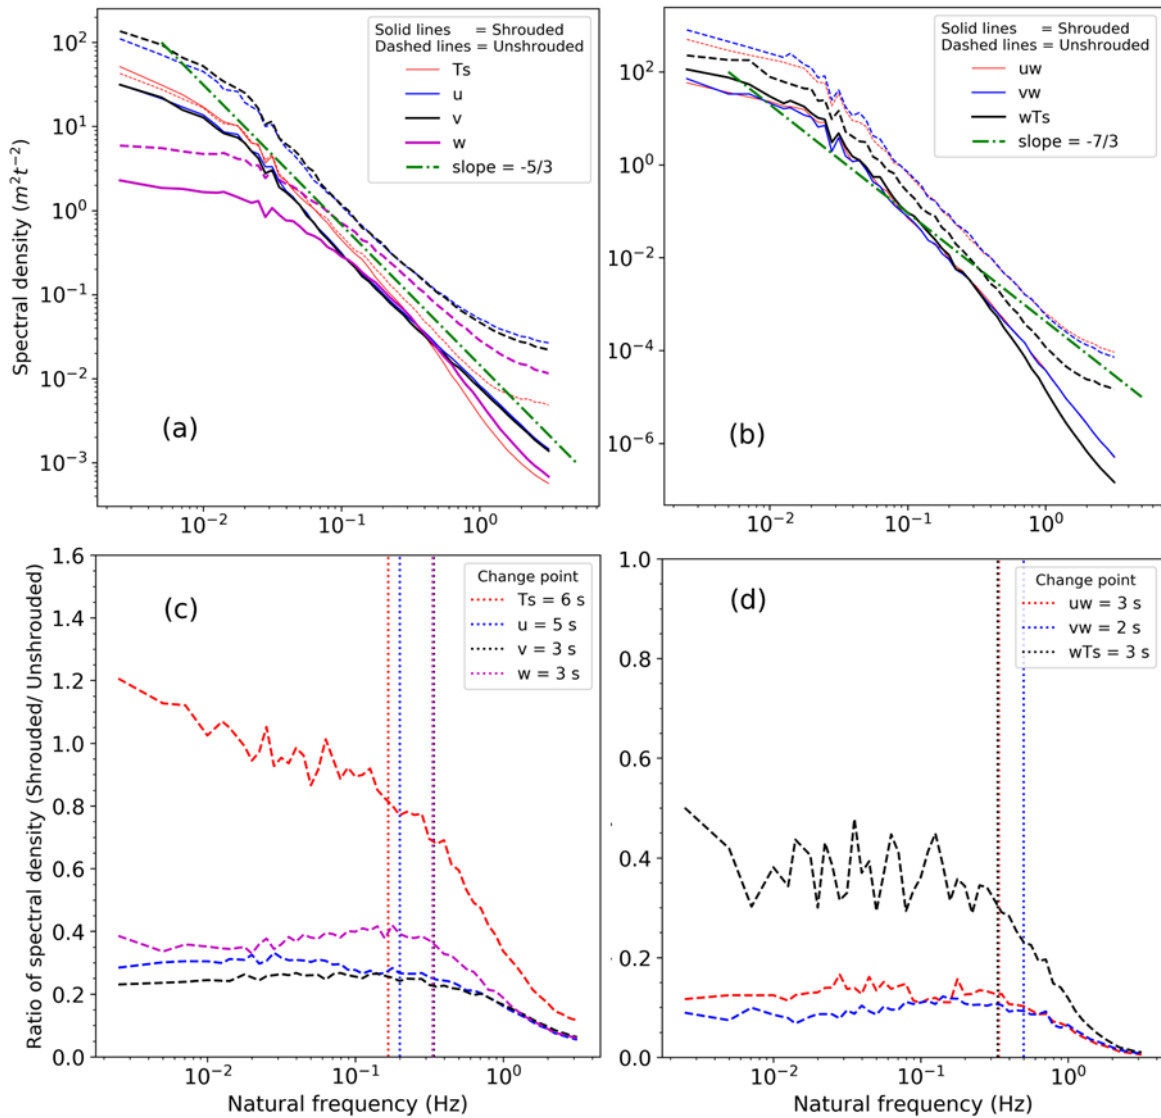 Solid lines = Shrouded
Dashed lines = Unshrouded
Ts
u
v
w
slope = -5/3
10²
10¹
10⁰
10⁻¹
10⁻²
10⁻³
Spectral density (m²t⁻²)
(a)
10⁻² 10⁻¹ 10⁰
Solid lines = Shrouded
Dashed lines = Unshrouded
uw
vw
wTs
slope = -7/3
10²
10⁰
10⁻²
10⁻⁴
10⁻⁶
(b)
10⁻² 10⁻¹ 10⁰
Change point
Ts = 6 s
u = 5 s
v = 3 s
w = 3 s
(c)
1.6
1.4
1.2
1.0
0.8
0.6
0.4
0.2
0.0
Ratio of spectral density (Shrouded/ Unshrouded)
10⁻² 10⁻¹ 10⁰
Natural frequency (Hz)
Change point
uw = 3 s
vw = 2 s
wTs = 3 s
(d)
1.0
0.8
0.6
0.4
0.2
0.0
10⁻² 10⁻¹ 10⁰
Natural frequency (Hz)